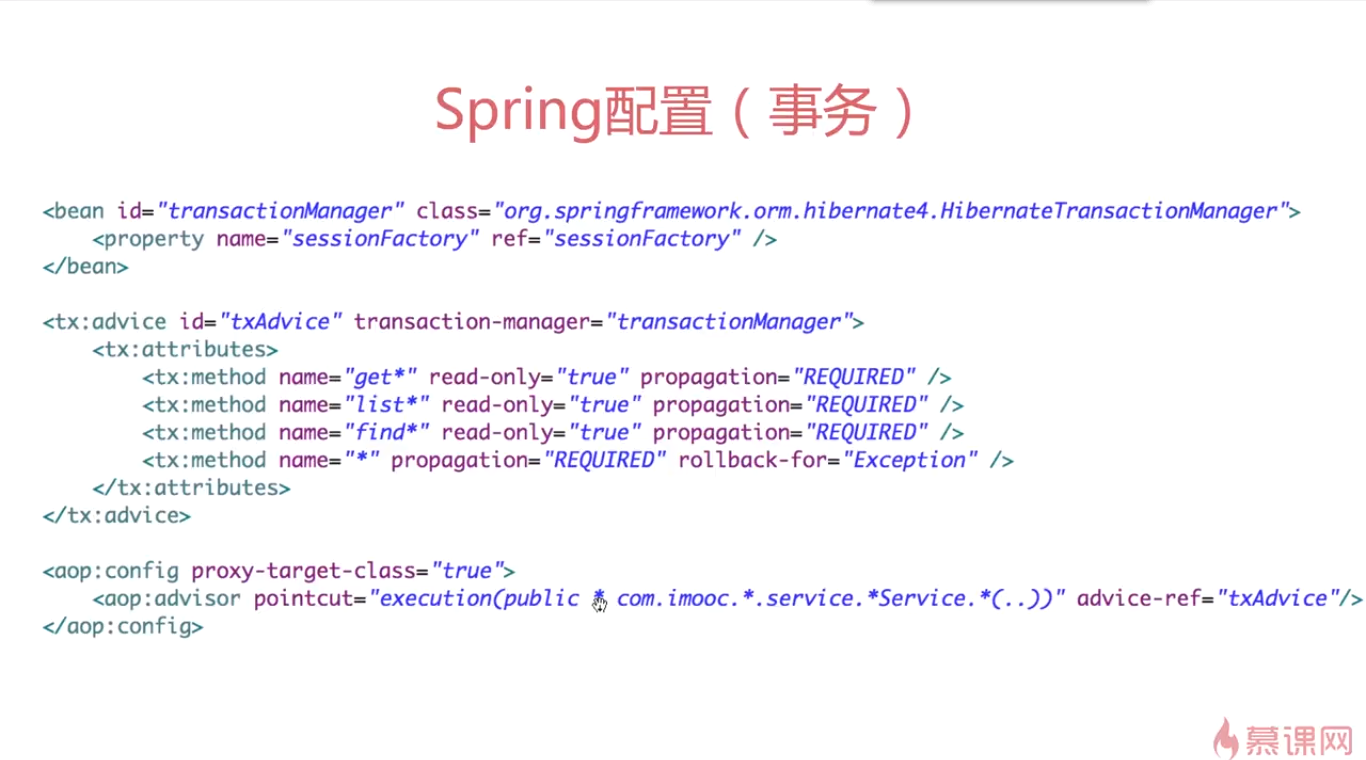 Spring配置（事务）
<bean id="transactionManager" class="org.springframework.orm.hibernate4.HibernateTransactionManager">
    <property name="sessionFactory" ref="sessionFactory" />
</bean>
<tx:advice id="txAdvice" transaction-manager="transactionManager">
    <tx:attributes>
        <tx:method name="get*" read-only="true" propagation="REQUIRED" />
        <tx:method name="list*" read-only="true" propagation="REQUIRED" />
        <tx:method name="find*" read-only="true" propagation="REQUIRED" />
        <tx:method name="*" propagation="REQUIRED" rollback-for="Exception" />
    </tx:attributes>
</tx:advice>
<aop:config proxy-target-class="true">
    <aop:advisor pointcut="execution(public * com.imooc.*.service.*Service.*(..))" advice-ref="txAdvice"/>
</aop:config>
慕课网